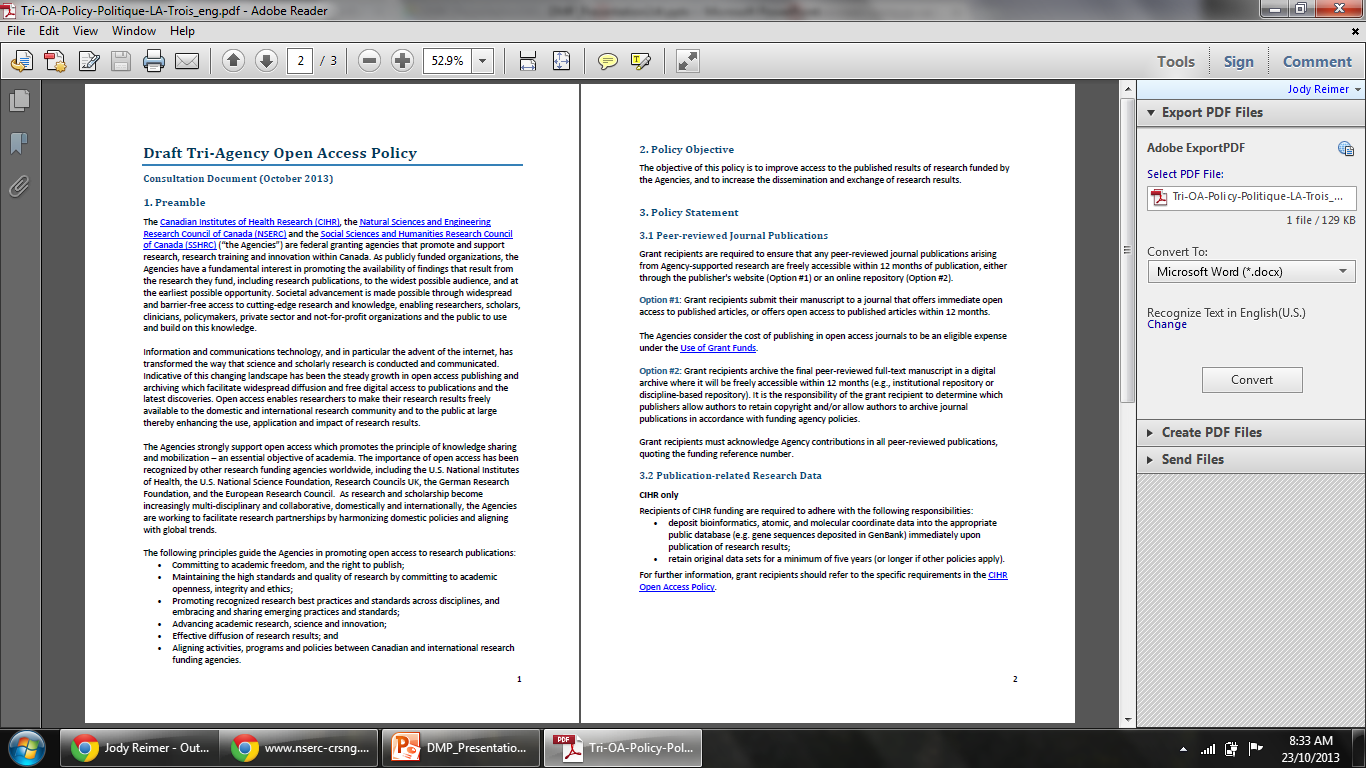 Tri-OA-Policy-Politique-LA-Trois_eng.pdf - Adobe Reader
File Edit View Window Help
2 / 3 52.9% Tools Sign Comment
Jody Reimer
Draft Tri-Agency Open Access Policy
Consultation Document (October 2013)
1. Preamble
The Canadian Institutes of Health Research (CIHR), the Natural Sciences and Engineering
Research Council of Canada (NSERC) and the Social Sciences and Humanities Research Council
of Canada (SSHRC) (“the Agencies”) are federal granting agencies that promote and support
research, research training and innovation within Canada. As publicly funded organizations, the
Agencies have a fundamental interest in promoting the availability of findings that result from
the research they fund, including research publications, to the widest possible audience, and at
the earliest possible opportunity. Societal advancement is made possible through widespread
and barrier-free access to cutting-edge research and knowledge, enabling researchers, scholars,
clinicians, policymakers, private sector and not-for-profit organizations and the public to use
and build on this knowledge.
Information and communications technology, and in particular the advent of the internet, has
transformed the way that science and scholarly research is conducted and communicated.
Indicative of this changing landscape has been the steady growth in open access publishing and
archiving which facilitate widespread diffusion and free digital access to publications and the
latest discoveries. Open access enables researchers to make their research results freely
available to the domestic and international research community and to the public at large
thereby enhancing the use, application and impact of research results.
The Agencies strongly support open access which promotes the principle of knowledge sharing
and mobilization – an essential objective of academia. The importance of open access has been
recognized by other research funding agencies worldwide, including the U.S. National Institutes
of Health, the U.S. National Science Foundation, Research Councils UK, the German Research
Foundation, and the European Research Council. As research and scholarship become
increasingly multi-disciplinary and collaborative, domestically and internationally, the Agencies
are working to facilitate research partnerships by harmonizing domestic policies and aligning
with global trends.
The following principles guide the Agencies in promoting open access to research publications:
• Committing to academic freedom, and the right to publish;
• Maintaining the high standards and quality of research by committing to academic
openness, integrity and ethics;
• Promoting recognized research best practices and standards across disciplines, and
embracing and sharing emerging practices and standards;
• Advancing academic research, science and innovation;
• Effective diffusion of research results; and
• Aligning activities, programs and policies between Canadian and international research
funding agencies.
1
2. Policy Objective
The objective of this policy is to improve access to the published results of research funded by
the Agencies, and to increase the dissemination and exchange of research results.
3. Policy Statement
3.1 Peer-reviewed Journal Publications
Grant recipients are required to ensure that any peer-reviewed journal publications arising
from Agency-supported research are freely accessible within 12 months of publication, either
through the publisher's website (Option #1) or an online repository (Option #2).
Option #1: Grant recipients submit their manuscript to a journal that offers immediate open
access to published articles, or offers open access to published articles within 12 months.
The Agencies consider the cost of publishing in open access journals to be an eligible expense
under the Use of Grant Funds.
Option #2: Grant recipients archive the final peer-reviewed full-text manuscript in a digital
archive where it will be freely accessible within 12 months (e.g., institutional repository or
discipline-based repository). It is the responsibility of the grant recipient to determine which
publishers allow authors to retain copyright and/or allow authors to archive journal
publications in accordance with funding agency policies.
Grant recipients must acknowledge Agency contributions in all peer-reviewed publications,
quoting the funding reference number.
3.2 Publication-related Research Data
CIHR only
Recipients of CIHR funding are required to adhere with the following responsibilities:
• deposit bioinformatics, atomic, and molecular coordinate data into the appropriate
public database (e.g. gene sequences deposited in GenBank) immediately upon
publication of research results;
• retain original data sets for a minimum of five years (or longer if other policies apply).
For further information, grant recipients should refer to the specific requirements in the CIHR
Open Access Policy.
2
Export PDF Files
Adobe ExportPDF
Select PDF File:
Tri-OA-Policy-Politique-LA-Trois_...
1 file / 129 KB
Convert To:
Microsoft Word (*.docx)
Recognize Text in English(U.S.)
Change
Convert
Create PDF Files
Send Files
Jody Reimer - Out...
www.nserc-crsng....
DMP_Presentatio...
PDF
Tri-OA-Policy-Pol...
8:33 AM
23/10/2013